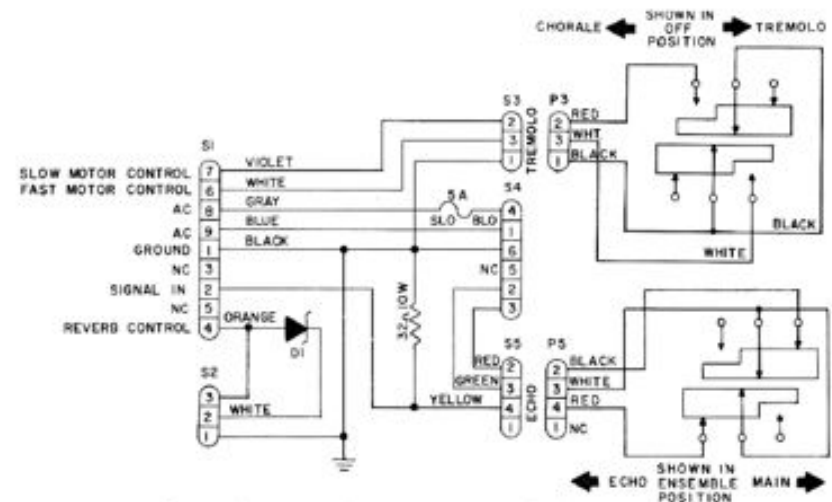 CHORALE
SHOWN IN
OFF
POSITION
TREMOLO
S1
SLOW MOTOR CONTROL 7 VIOLET
FAST MOTOR CONTROL 6 WHITE
AC 8 GRAY
AC 9 BLUE
GROUND 1 BLACK
NC 3
SIGNAL IN 2
NC 5
REVERB CONTROL 4 ORANGE
D1
S2
3
2 WHITE
1
5A
SLO BLO
32Ω 10W
S3
2
3
1
TREMOLO
P3
2 RED
3 WHT
1 BLACK
BLACK
WHITE
S4
4
1
6
NC 5
2
3
RED
GREEN
YELLOW
S5
2
3
4
1
ECHO
P5
2 BLACK
3 WHITE
4 RED
1 NC
ECHO
SHOWN IN
ENSEMBLE
POSITION
MAIN